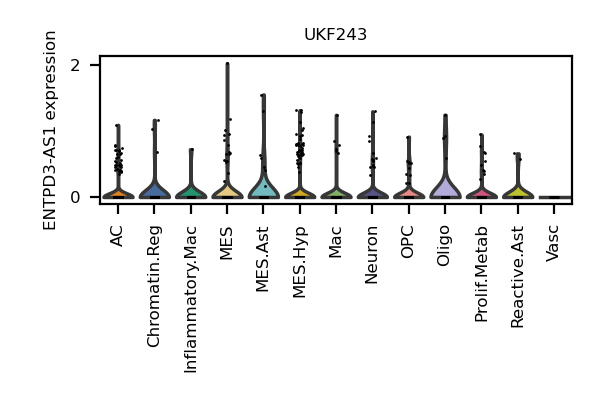 UKF243
ENTPD3-AS1 expression
2
0
AC
Chromatin.Reg
Inflammatory.Mac
MES
MES.Ast
MES.Hyp
Mac
Neuron
OPC
Oligo
Prolif.Metab
Reactive.Ast
Vasc